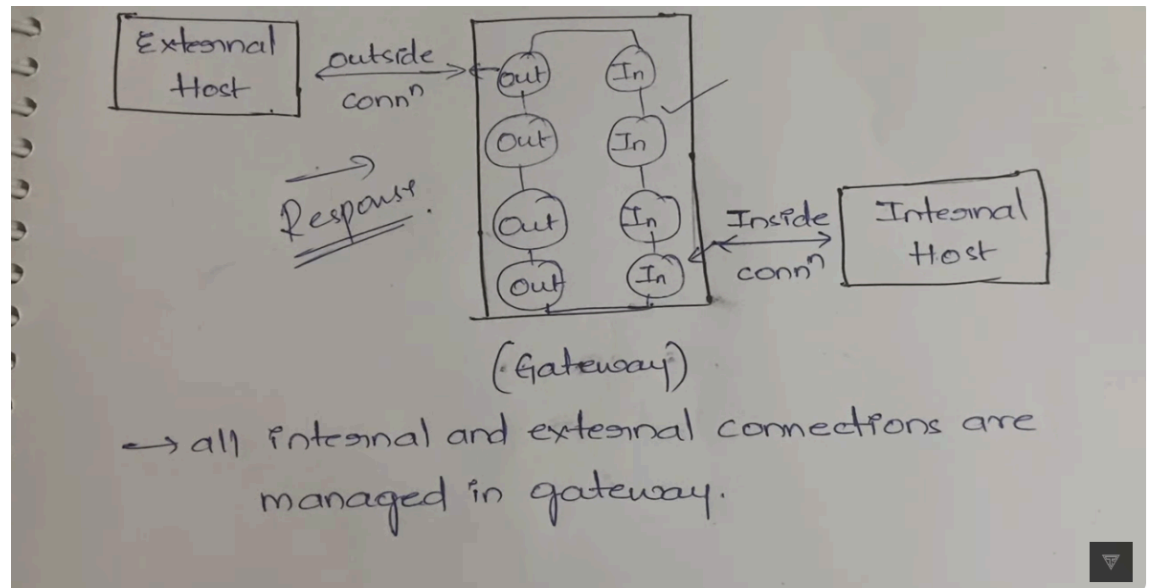 External
Host
outside
connⁿ
Response.
Out
In
Out
In
Out
In
Out
In
Inside
connⁿ
Internal
Host
(Gateway)
→ all internal and external connections are
managed in gateway.